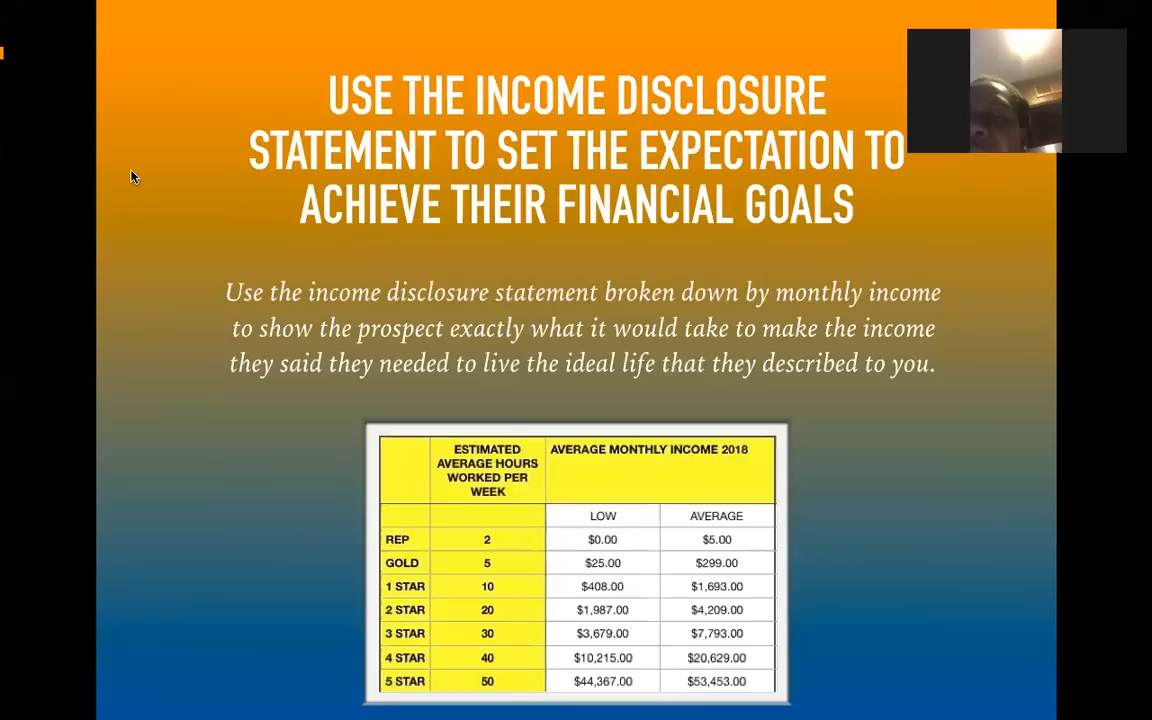 USE THE INCOME DISCLOSURE
STATEMENT TO SET THE EXPECTATION TO
ACHIEVE THEIR FINANCIAL GOALS
Use the income disclosure statement broken down by monthly income
to show the prospect exactly what it would take to make the income
they said they needed to live the ideal life that they described to you.
ESTIMATED AVERAGE MONTHLY INCOME 2018
AVERAGE HOURS
WORKED PER
WEEK
LOW AVERAGE
REP 2 $0.00 $5.00
GOLD 5 $25.00 $299.00
1 STAR 10 $408.00 $1,693.00
2 STAR 20 $1,987.00 $4,209.00
3 STAR 30 $3,679.00 $7,793.00
4 STAR 40 $10,215.00 $20,629.00
5 STAR 50 $44,367.00 $53,453.00